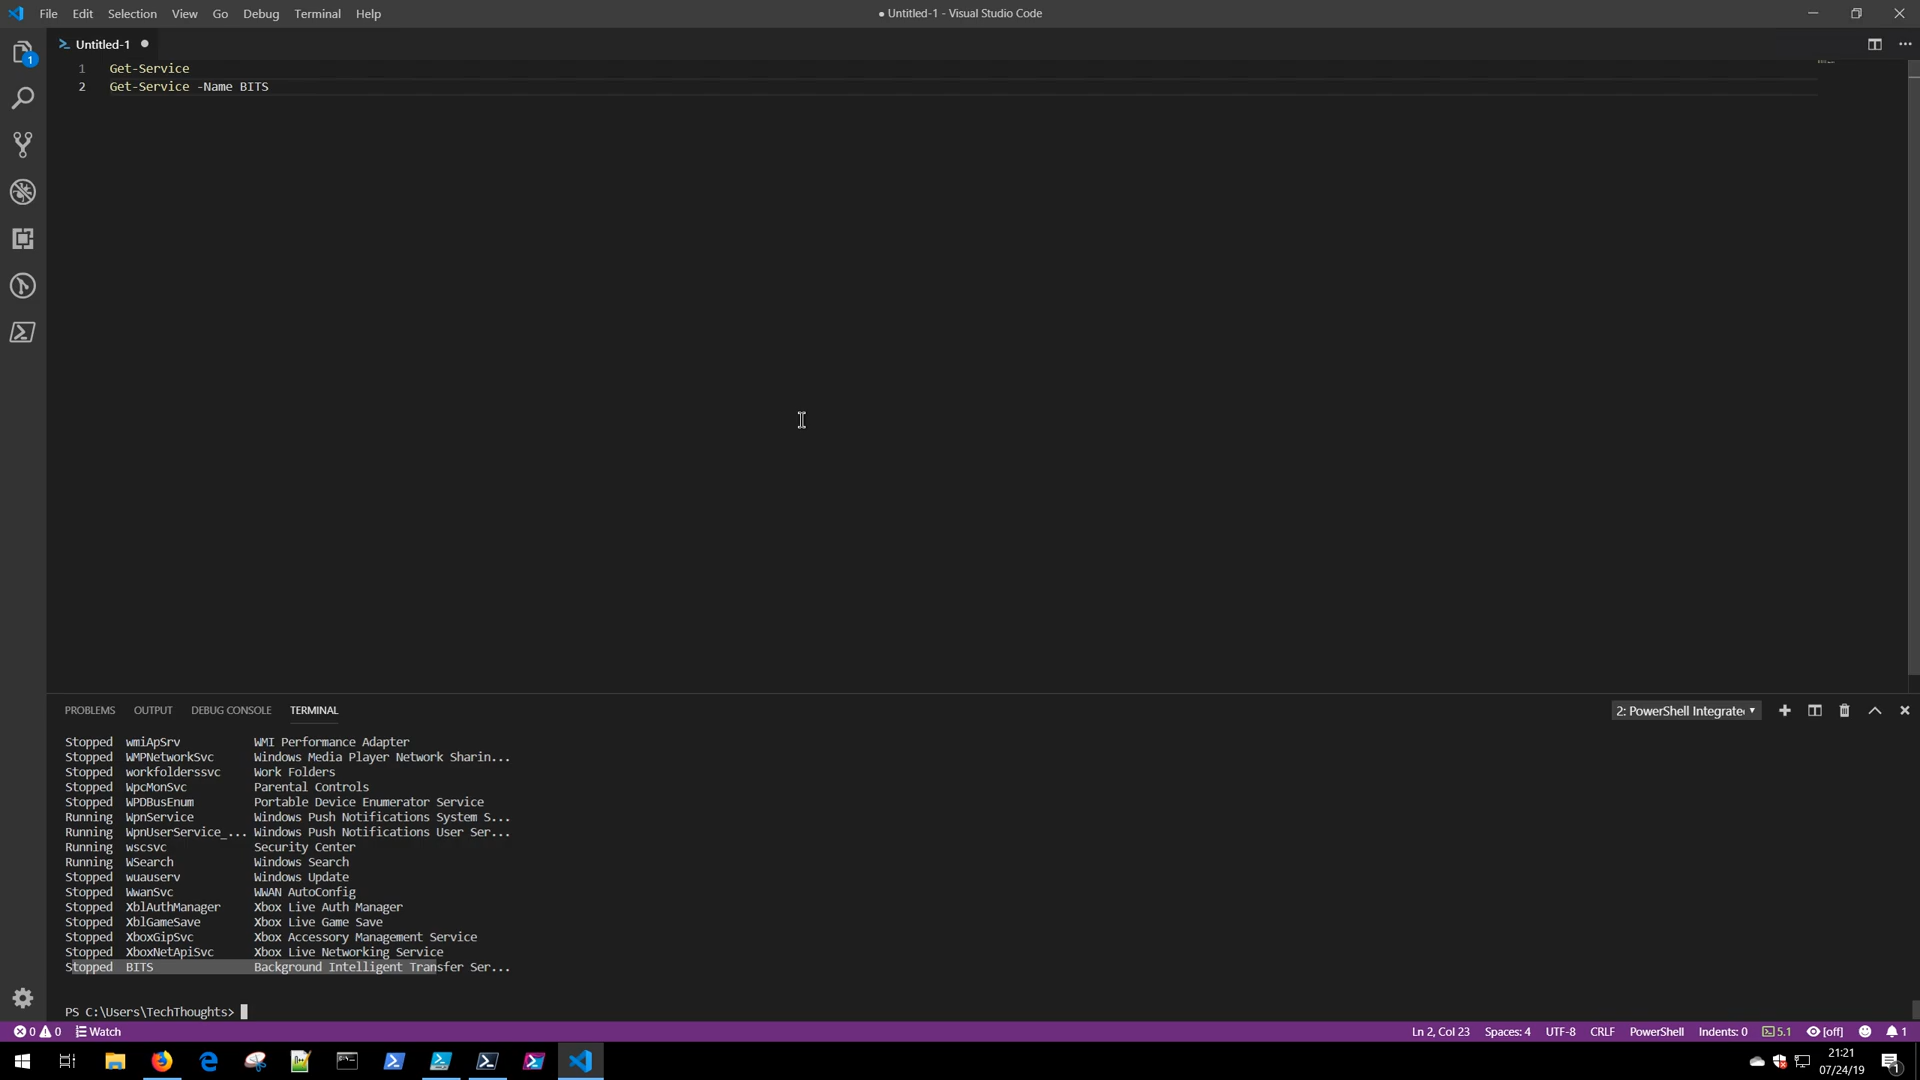 File Edit Selection View Go Debug Terminal Help
● Untitled-1 - Visual Studio Code
1
Untitled-1 ●
1 Get-Service
2 Get-Service -Name BITS
PROBLEMS OUTPUT DEBUG CONSOLE TERMINAL
2: PowerShell Integrate
Stopped wmiApSrv WMI Performance Adapter
Stopped WMPNetworkSvc Windows Media Player Network Sharin...
Stopped workfolderssvc Work Folders
Stopped WpcMonSvc Parental Controls
Stopped WPDBusEnum Portable Device Enumerator Service
Running WpnService Windows Push Notifications System S...
Running WpnUserService_... Windows Push Notifications User Ser...
Running wscsvc Security Center
Running WSearch Windows Search
Stopped wuauserv Windows Update
Stopped WwanSvc WWAN AutoConfig
Stopped XblAuthManager Xbox Live Auth Manager
Stopped XblGameSave Xbox Live Game Save
Stopped XboxGipSvc Xbox Accessory Management Service
Stopped XboxNetApiSvc Xbox Live Networking Service
Stopped BITS Background Intelligent Transfer Ser...
PS C:\Users\TechThoughts>
0 0 Watch
Ln 2, Col 23 Spaces: 4 UTF-8 CRLF PowerShell Indents: 0 5.1 [off] 1
21:21
07/24/19
1